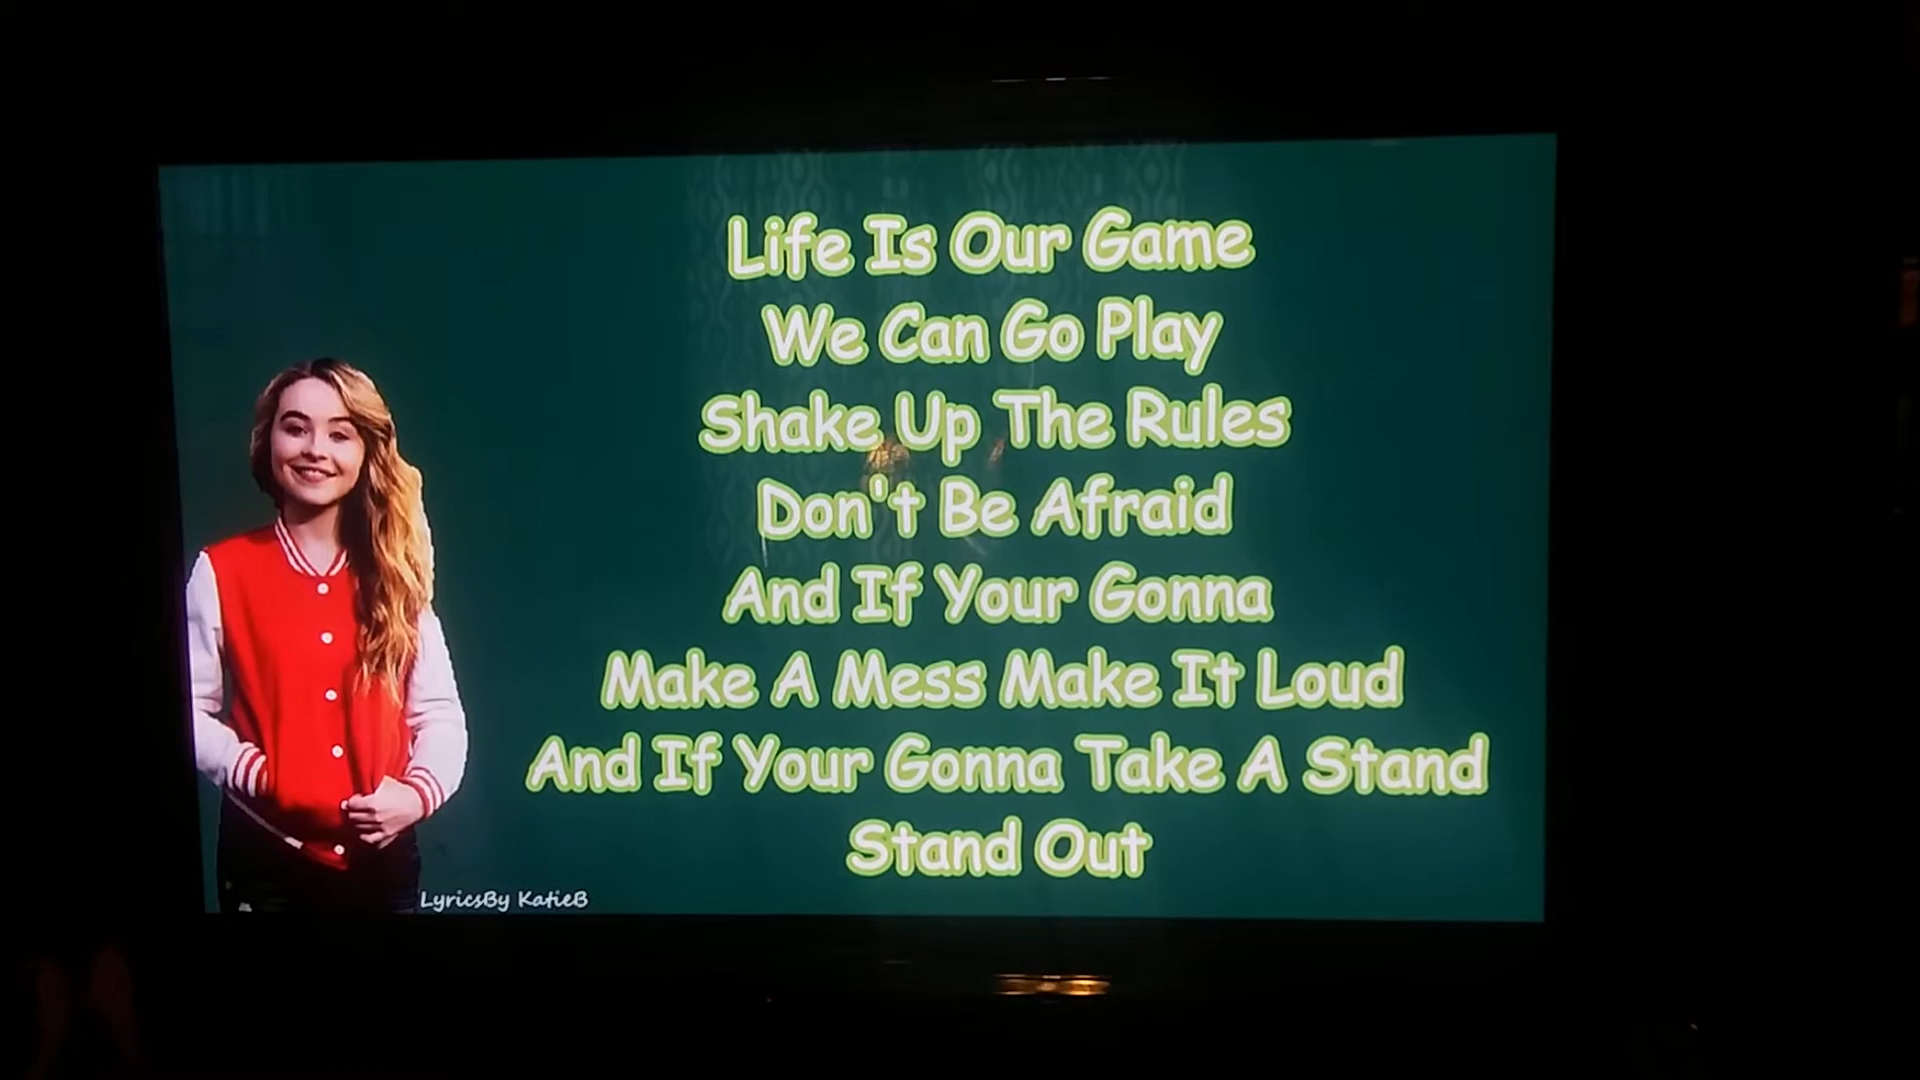 Life Is Our Game
We Can Go Play
Shake Up The Rules
Don't Be Afraid
And If Your Gonna
Make A Mess Make It Loud
And If Your Gonna Take A Stand
Stand Out
LyricsBy KatieB